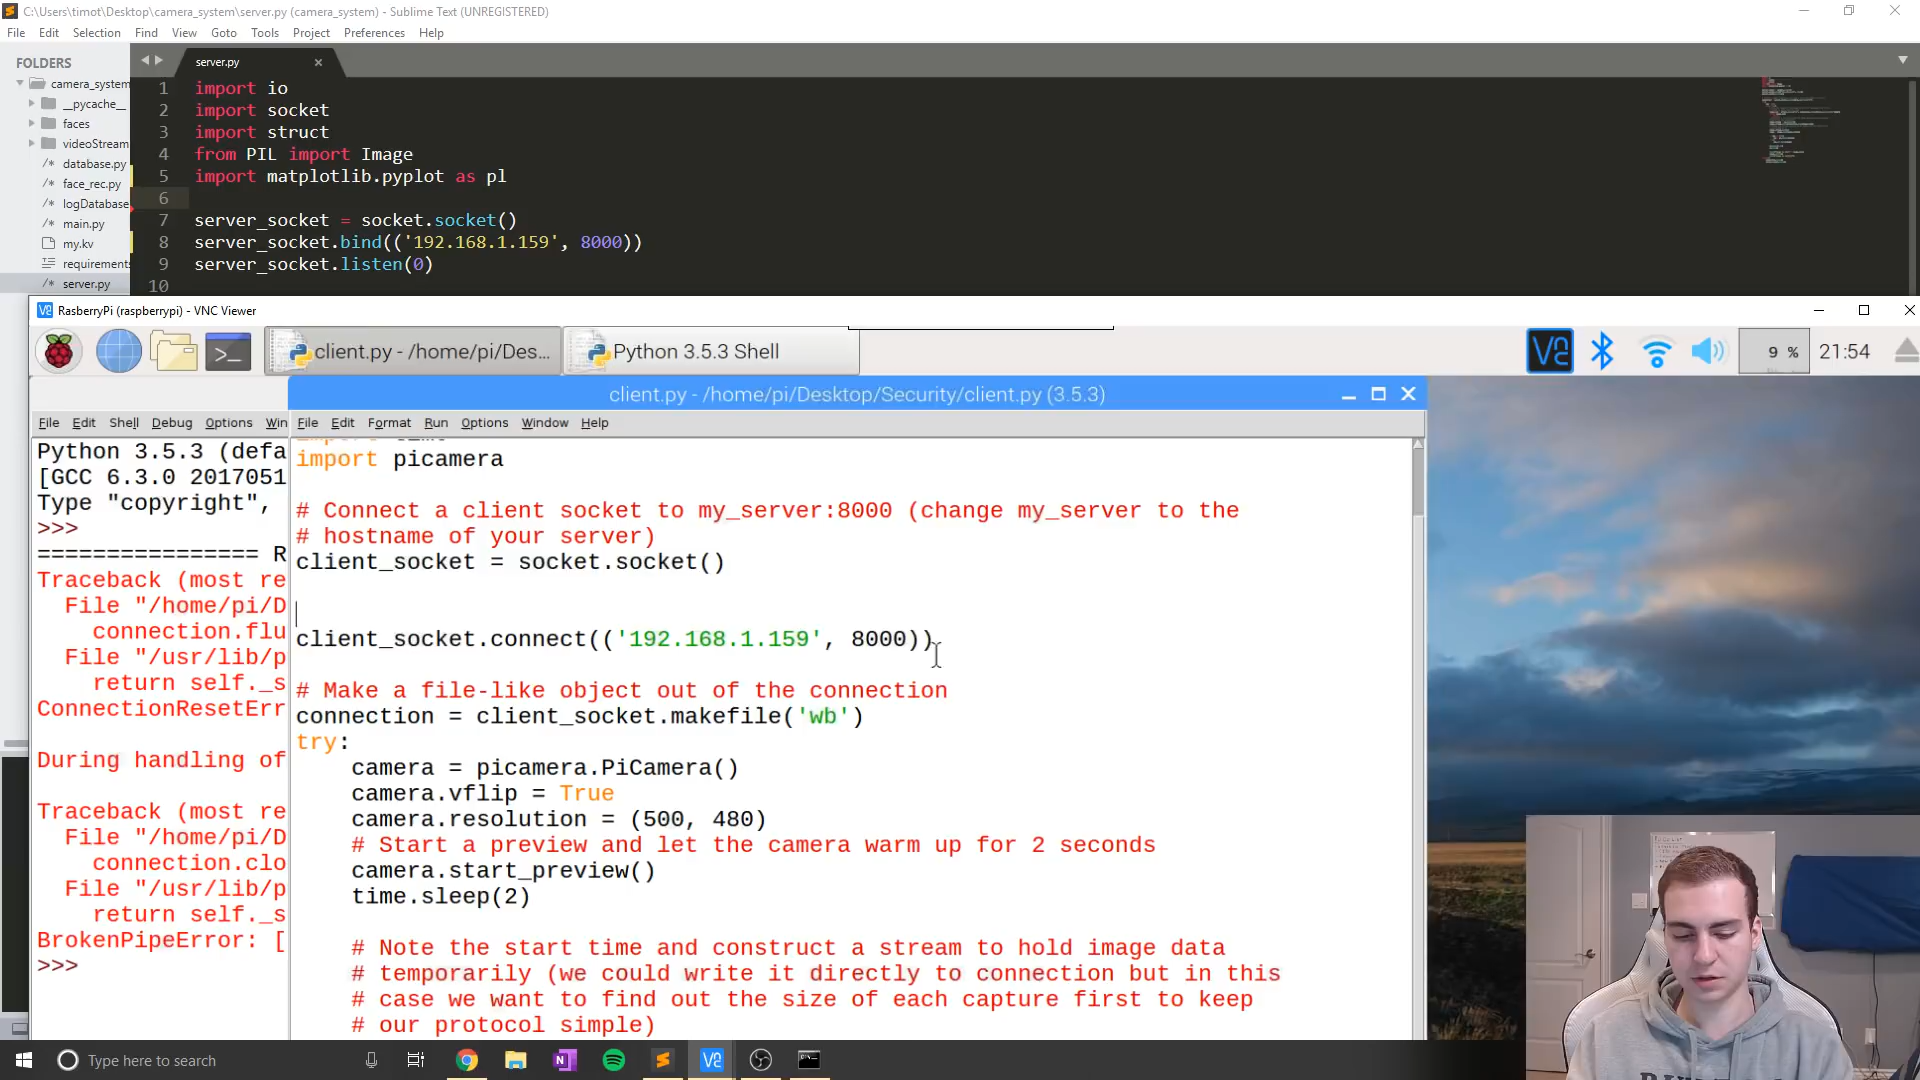 C:\Users\timot\Desktop\camera_system\server.py (camera_system) - Sublime Text (UNREGISTERED)
File Edit Selection Find View Goto Tools Project Preferences Help
FOLDERS
camera_system
__pycache__
faces
videoStream
database.py
face_rec.py
logDatabase
main.py
my.kv
requirements
server.py
server.py
1 import io
2 import socket
3 import struct
4 from PIL import Image
5 import matplotlib.pyplot as pl
6
7 server_socket = socket.socket()
8 server_socket.bind(('192.168.1.159', 8000))
9 server_socket.listen(0)
10
RasberryPi (raspberrypi) - VNC Viewer
client.py - /home/pi/Des...
Python 3.5.3 Shell
9 %
21:54
File Edit Shell Debug Options Win
Python 3.5.3 (defa
[GCC 6.3.0 2017051
Type "copyright",
>>>
================ R
Traceback (most re
File "/home/pi/D
connection.flu
File "/usr/lib/p
return self._s
ConnectionResetErr
During handling of
Traceback (most re
File "/home/pi/D
connection.clo
File "/usr/lib/p
return self._s
BrokenPipeError: [
>>>
client.py - /home/pi/Desktop/Security/client.py (3.5.3)
File Edit Format Run Options Window Help
import picamera
# Connect a client socket to my_server:8000 (change my_server to the
# hostname of your server)
client_socket = socket.socket()
client_socket.connect(('192.168.1.159', 8000))
# Make a file-like object out of the connection
connection = client_socket.makefile('wb')
try:
camera = picamera.PiCamera()
camera.vflip = True
camera.resolution = (500, 480)
# Start a preview and let the camera warm up for 2 seconds
camera.start_preview()
time.sleep(2)
# Note the start time and construct a stream to hold image data
# temporarily (we could write it directly to connection but in this
# case we want to find out the size of each capture first to keep
# our protocol simple)
Type here to search